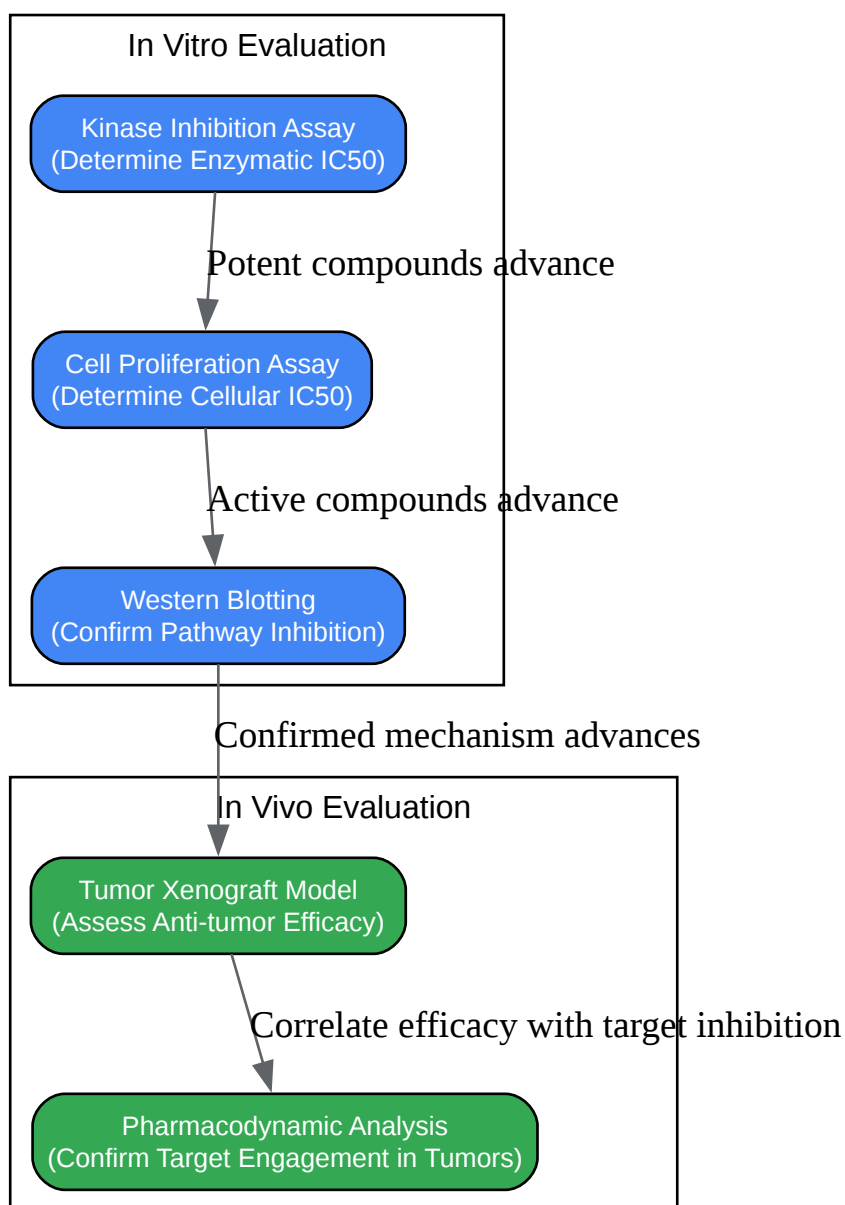 In Vitro Evaluation
Kinase Inhibition Assay
(Determine Enzymatic IC50)
Potent compounds advance
Cell Proliferation Assay
(Determine Cellular IC50)
Active compounds advance
Western Blotting
(Confirm Pathway Inhibition)
Confirmed mechanism advances
In Vivo Evaluation
Tumor Xenograft Model
(Assess Anti-tumor Efficacy)
Correlate efficacy with target inhibition
Pharmacodynamic Analysis
(Confirm Target Engagement in Tumors)